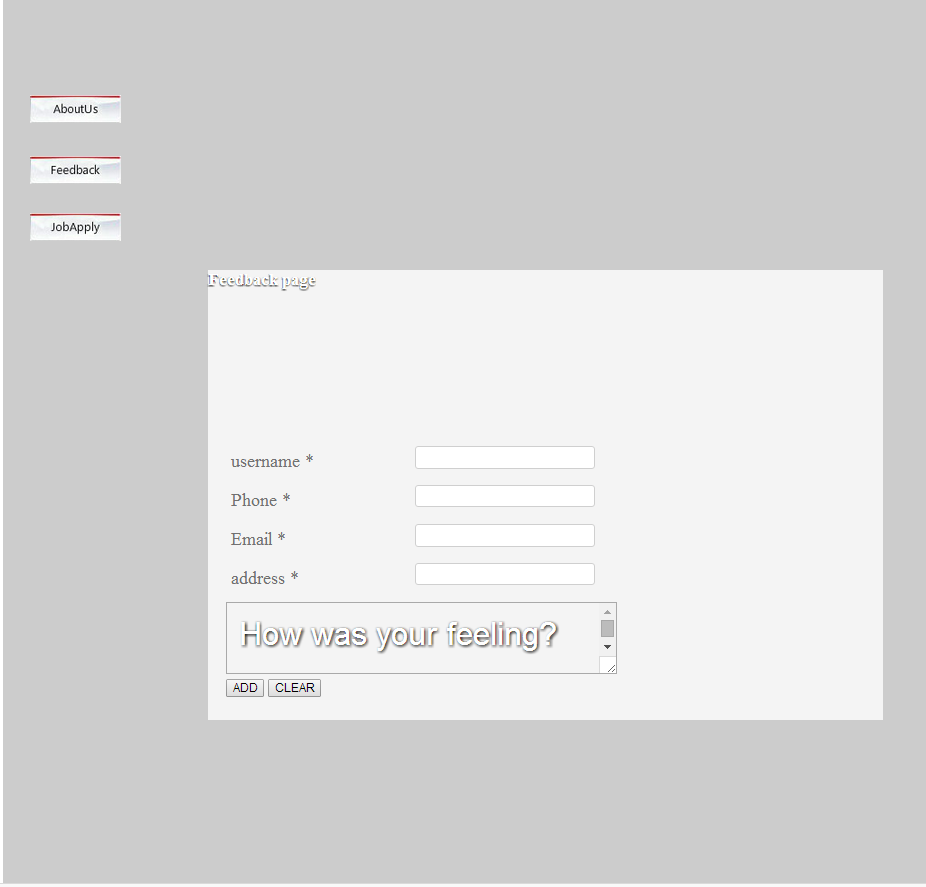 AboutUs
Feedback
JobApply
Feedback page
username *
Phone *
Email *
address *
How was your feeling?
ADD CLEAR